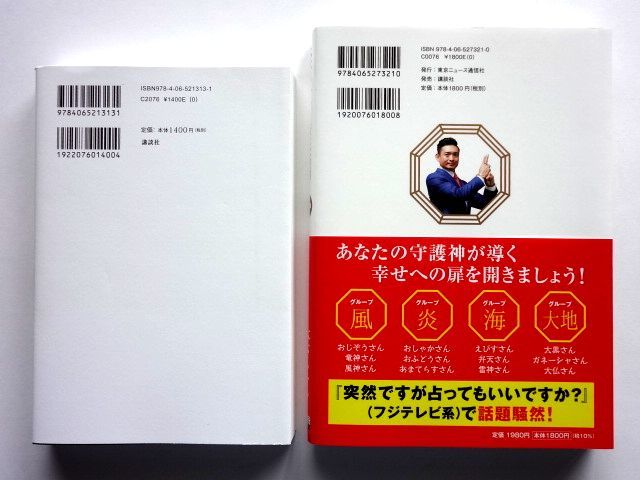 9784065213131
1922076014004
ISBN978-4-06-521313-1
C2076 ¥1400E (0)
定価：本体1400円(税別)
講談社
9784065273210
1920076018008
ISBN 978-4-06-527321-0
C0076 ¥1800E(0)
発行：東京ニュース通信社
発売：講談社
定価：本体1800円(税別)
あなたの守護神が導く
幸せへの扉を開きましょう!
グループ
風
おじぞうさん
竜神さん
風神さん
グループ
炎
おしゃかさん
おふどうさん
あまてらすさん
グループ
海
えびすさん
弁天さん
雷神さん
グループ
大地
大黒さん
ガネーシャさん
大仏さん
『突然ですが占ってもいいですか?』
(フジテレビ系)で話題騒然!
定価 1980円 本体1800円 (税10%)